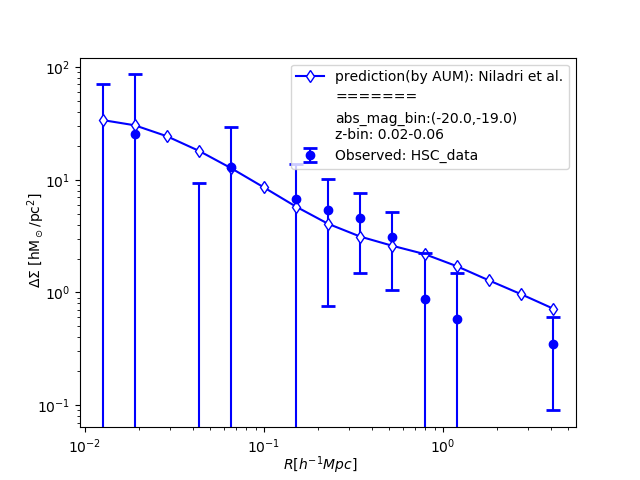 prediction(by AUM): Niladri et al.
=======
abs_mag_bin:(-20.0,-19.0)
z-bin: 0.02-0.06
Observed: HSC_data
10²
10¹
10⁰
10⁻¹
ΔΣ [hM⊙/pc²]
10⁻² 10⁻¹ 10⁰
R[h⁻¹Mpc]